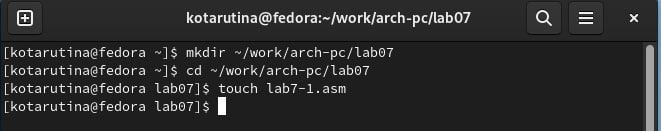 kotarutina@fedora:~/work/arch-pc/lab07
[kotarutina@fedora ~]$ mkdir ~/work/arch-pc/lab07
[kotarutina@fedora ~]$ cd ~/work/arch-pc/lab07
[kotarutina@fedora lab07]$ touch lab7-1.asm
[kotarutina@fedora lab07]$